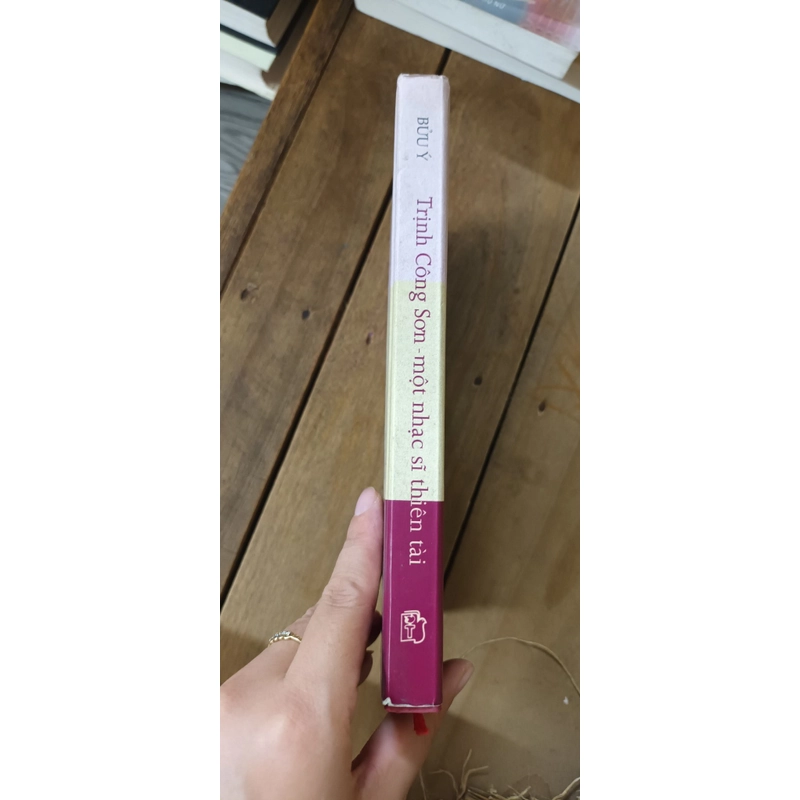 BỬU Ý
Trịnh Công Sơn - một nhạc sĩ thiên tài